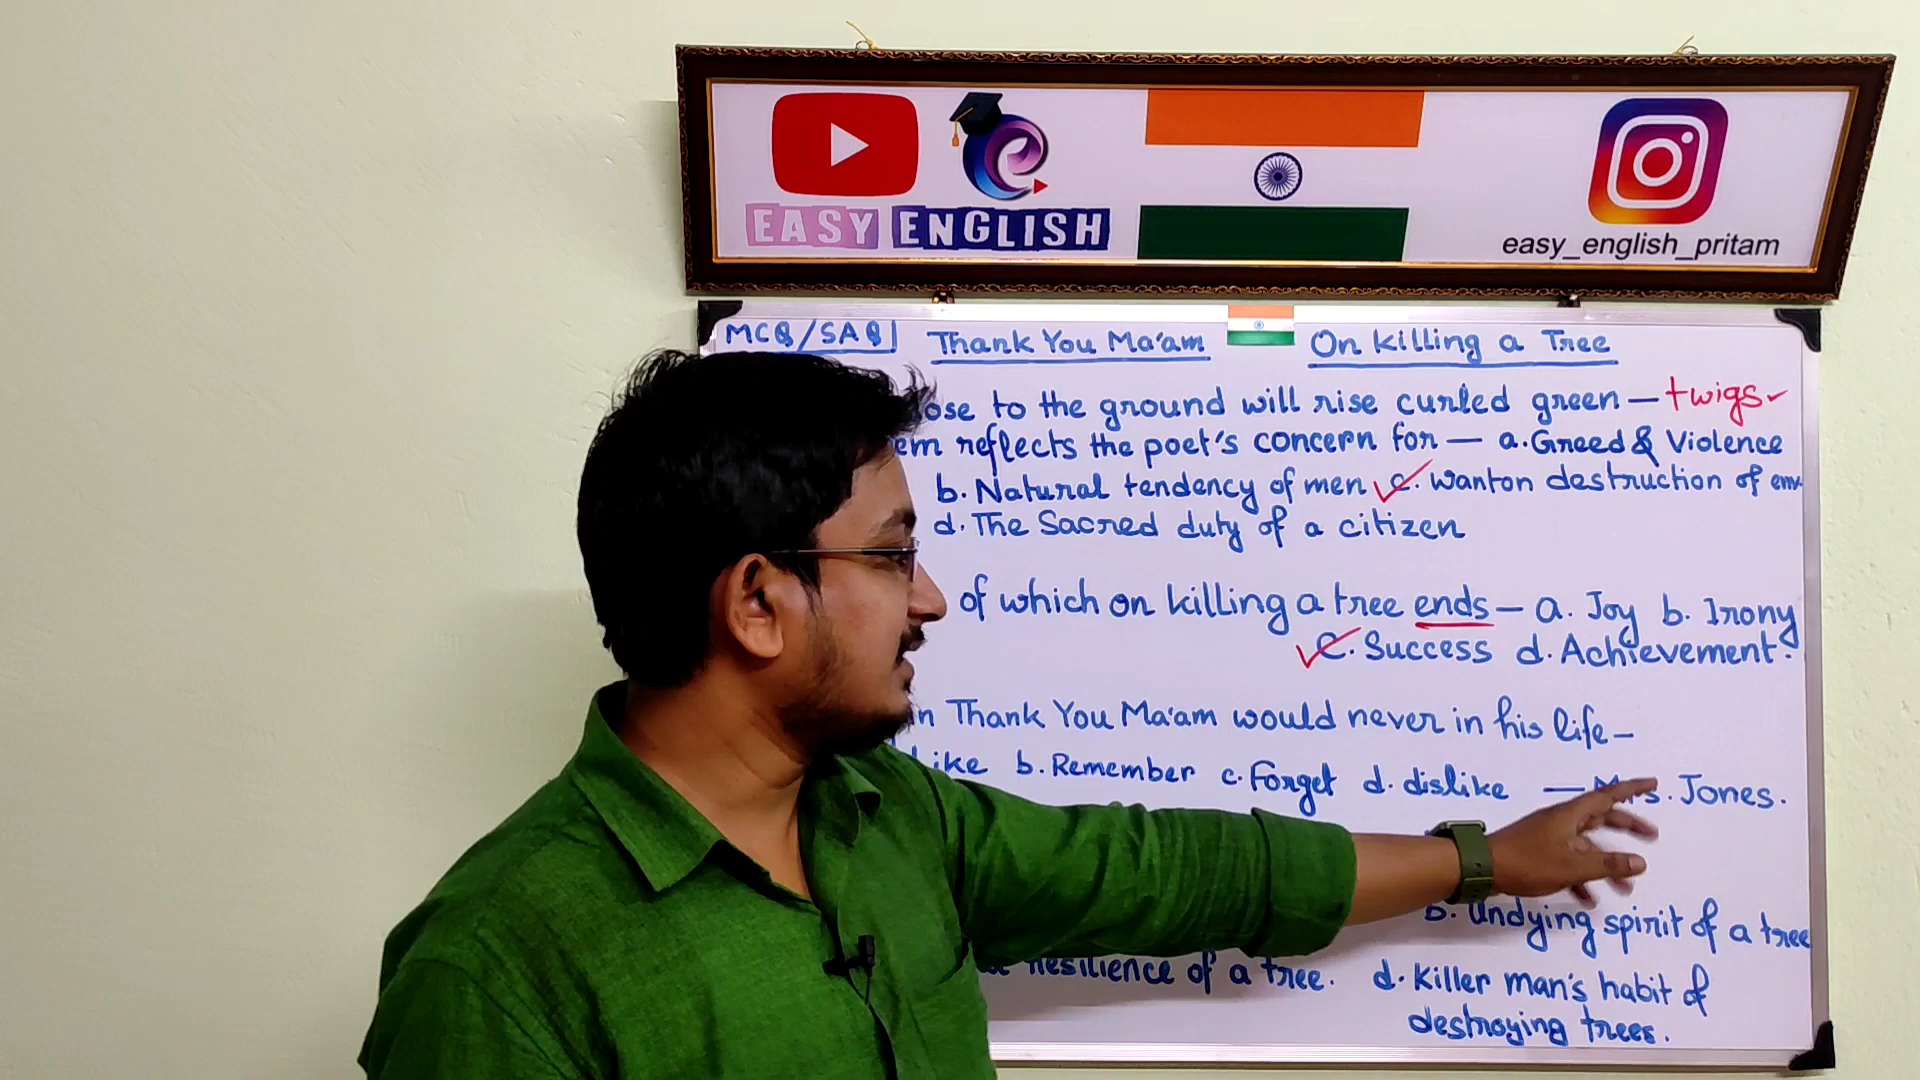 EASY ENGLISH
easy_english_pritam
MCQ/SAQ Thank You Ma'am On Killing a Tree
to the ground will rise curled green — twigs
reflects the poet's concern for — a. Greed & Violence
b. Natural tendency of men c. Wanton destruction of env.
d. The Sacred duty of a citizen
of which on killing a tree ends — a. Joy b. Irony
c. Success d. Achievement.
Thank You Ma'am would never in his life —
b. Remember c. Forget d. dislike — Mrs. Jones.
b. Undying spirit of a tree
resilience of a tree. d. Killer man's habit of
destroying trees.